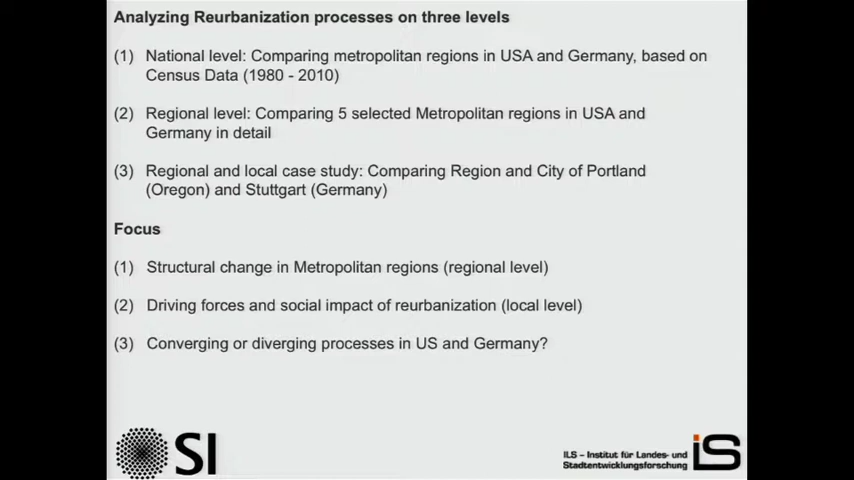 Analyzing Reurbanization processes on three levels
(1) National level: Comparing metropolitan regions in USA and Germany, based on
Census Data (1980 - 2010)
(2) Regional level: Comparing 5 selected Metropolitan regions in USA and
Germany in detail
(3) Regional and local case study: Comparing Region and City of Portland
(Oregon) and Stuttgart (Germany)
Focus
(1) Structural change in Metropolitan regions (regional level)
(2) Driving forces and social impact of reurbanization (local level)
(3) Converging or diverging processes in US and Germany?
SI
ILS – Institut für Landes- und
Stadtentwicklungsforschung
iLS